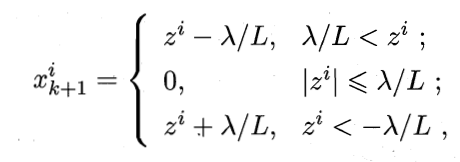 z^i − λ/L, λ/L < z^i ;
x^i_{k+1} = { 0, |z^i| ⩽ λ/L ;
z^i + λ/L, z^i < −λ/L ,